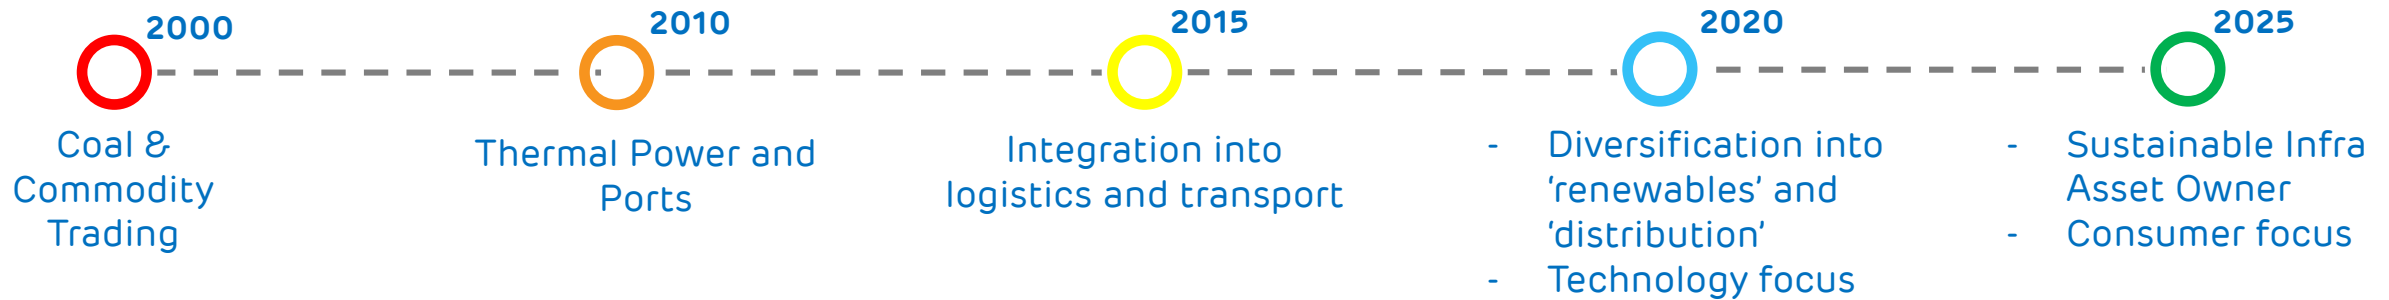 2000
Coal &
Commodity
Trading
2010
Thermal Power and
Ports
2015
Integration into
logistics and transport
2020
- Diversification into
‘renewables’ and
‘distribution’
- Technology focus
2025
- Sustainable Infra
Asset Owner
- Consumer focus